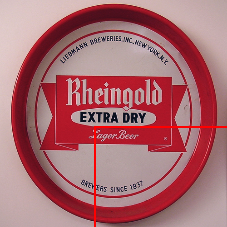 LIEBMANN BREWERIES, INC., NEW YORK, N.Y.
Rheingold
EXTRA DRY
Lager Beer
BREWERS SINCE 1837